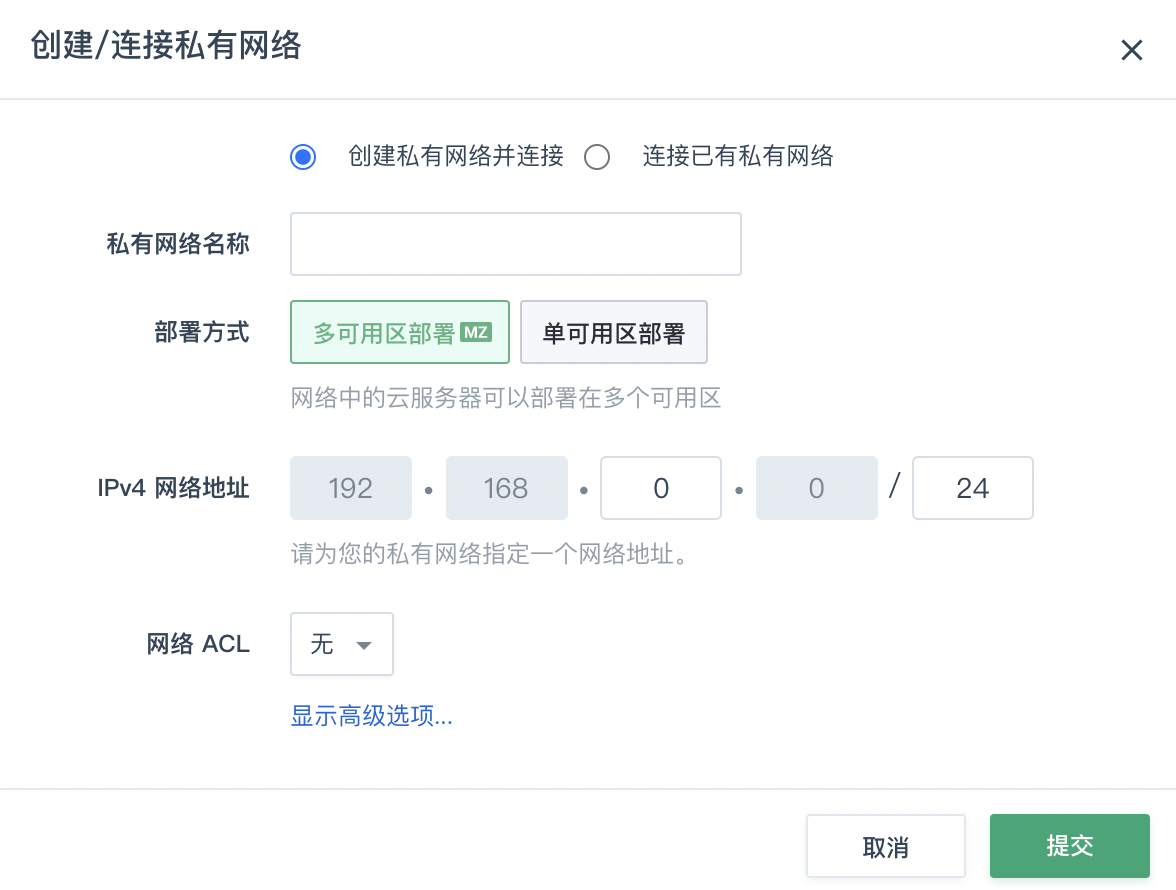 创建/连接私有网络
创建私有网络并连接 连接已有私有网络
私有网络名称
部署方式 多可用区部署 MZ 单可用区部署
网络中的云服务器可以部署在多个可用区
IPv4 网络地址 192 . 168 . 0 . 0 / 24
请为您的私有网络指定一个网络地址。
网络 ACL 无
显示高级选项...
取消 提交